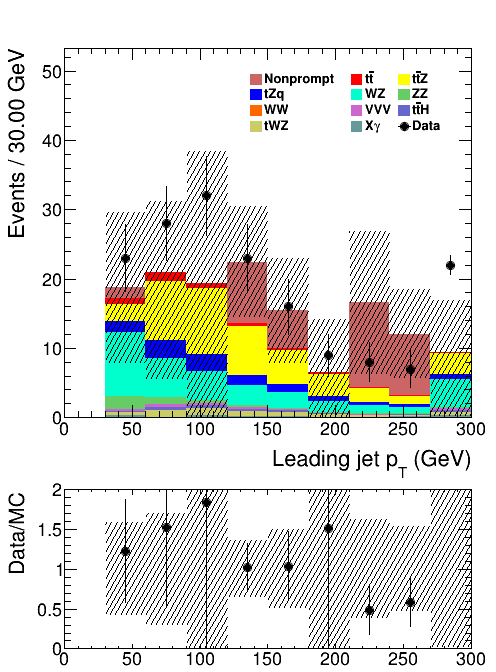 Events / 30.00 GeV
50
40
30
20
10
0
Nonprompt tt̄ tt̄Z
tZq WZ ZZ
WW VVV tt̄H
tWZ Xγ Data
0 50 100 150 200 250 300
Leading jet p_T (GeV)
Data/MC
2
1.5
1
0.5
0
0 50 100 150 200 250 300